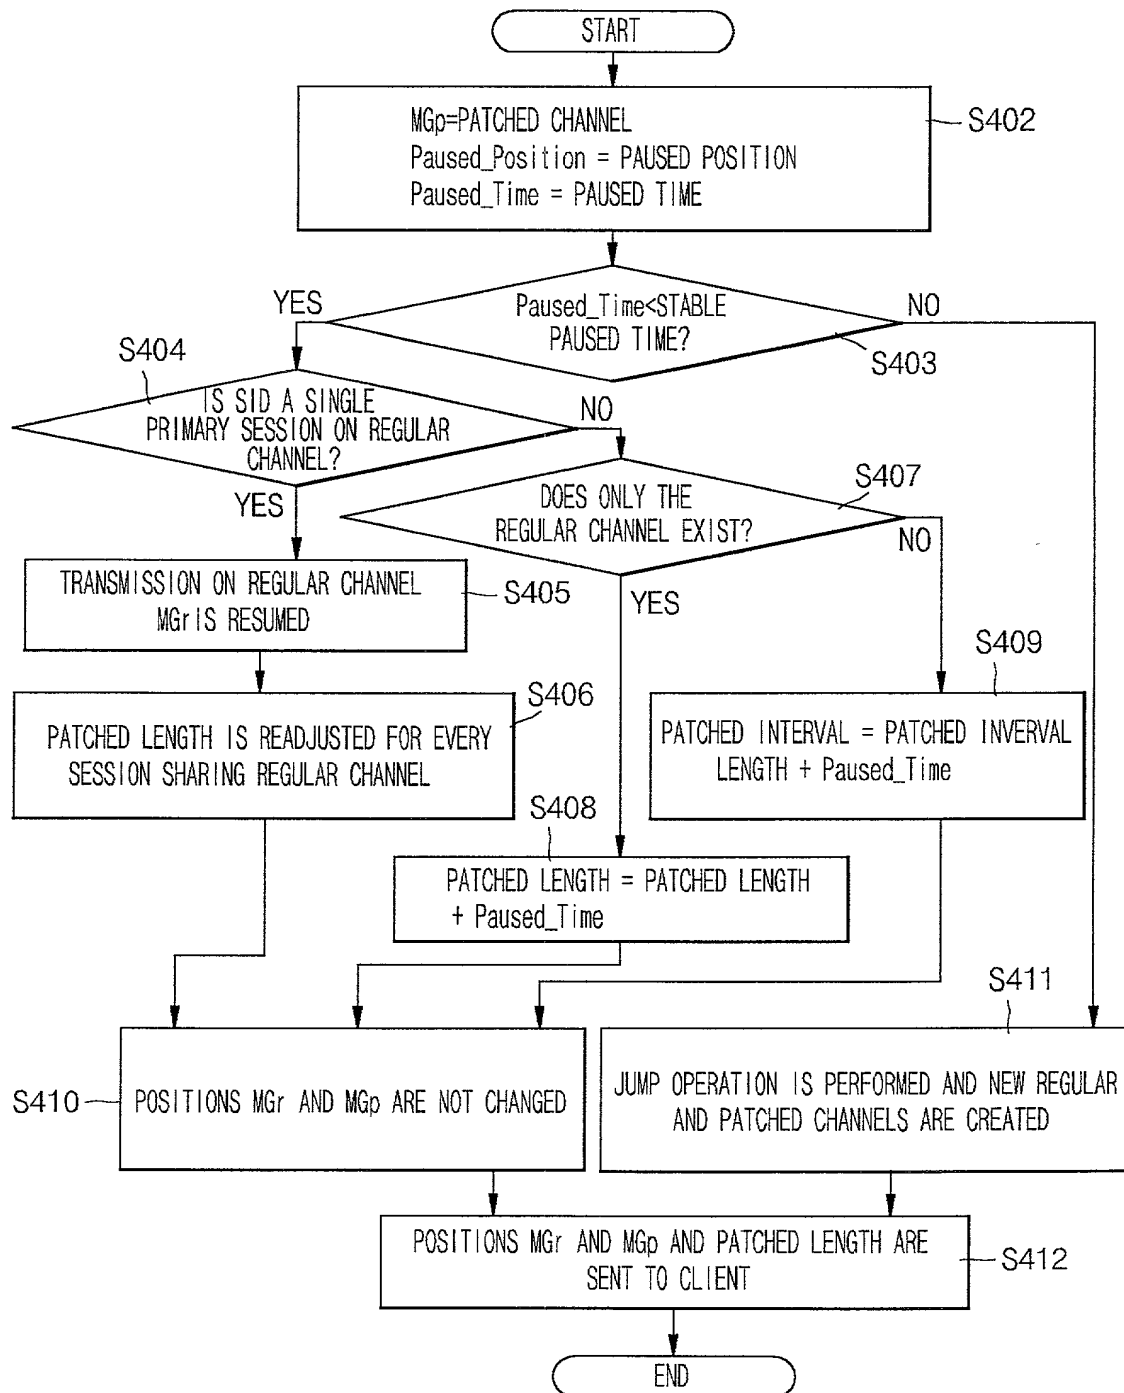 START
MGp=PATCHED CHANNEL
Paused_Position = PAUSED POSITION
Paused_Time = PAUSED TIME
S402
YES
Paused_Time<STABLE
PAUSED TIME?
NO
S403
S404
IS SID A SINGLE
PRIMARY SESSION ON REGULAR
CHANNEL?
NO
YES
S407
DOES ONLY THE
REGULAR CHANNEL EXIST?
NO
YES
TRANSMISSION ON REGULAR CHANNEL
MGr IS RESUMED
S405
S406
PATCHED LENGTH IS READJUSTED FOR EVERY
SESSION SHARING REGULAR CHANNEL
S409
PATCHED INTERVAL = PATCHED INVERVAL
LENGTH + Paused_Time
S408
PATCHED LENGTH = PATCHED LENGTH
+ Paused_Time
S410
POSITIONS MGr AND MGp ARE NOT CHANGED
S411
JUMP OPERATION IS PERFORMED AND NEW REGULAR
AND PATCHED CHANNELS ARE CREATED
POSITIONS MGr AND MGp AND PATCHED LENGTH ARE
SENT TO CLIENT
S412
END